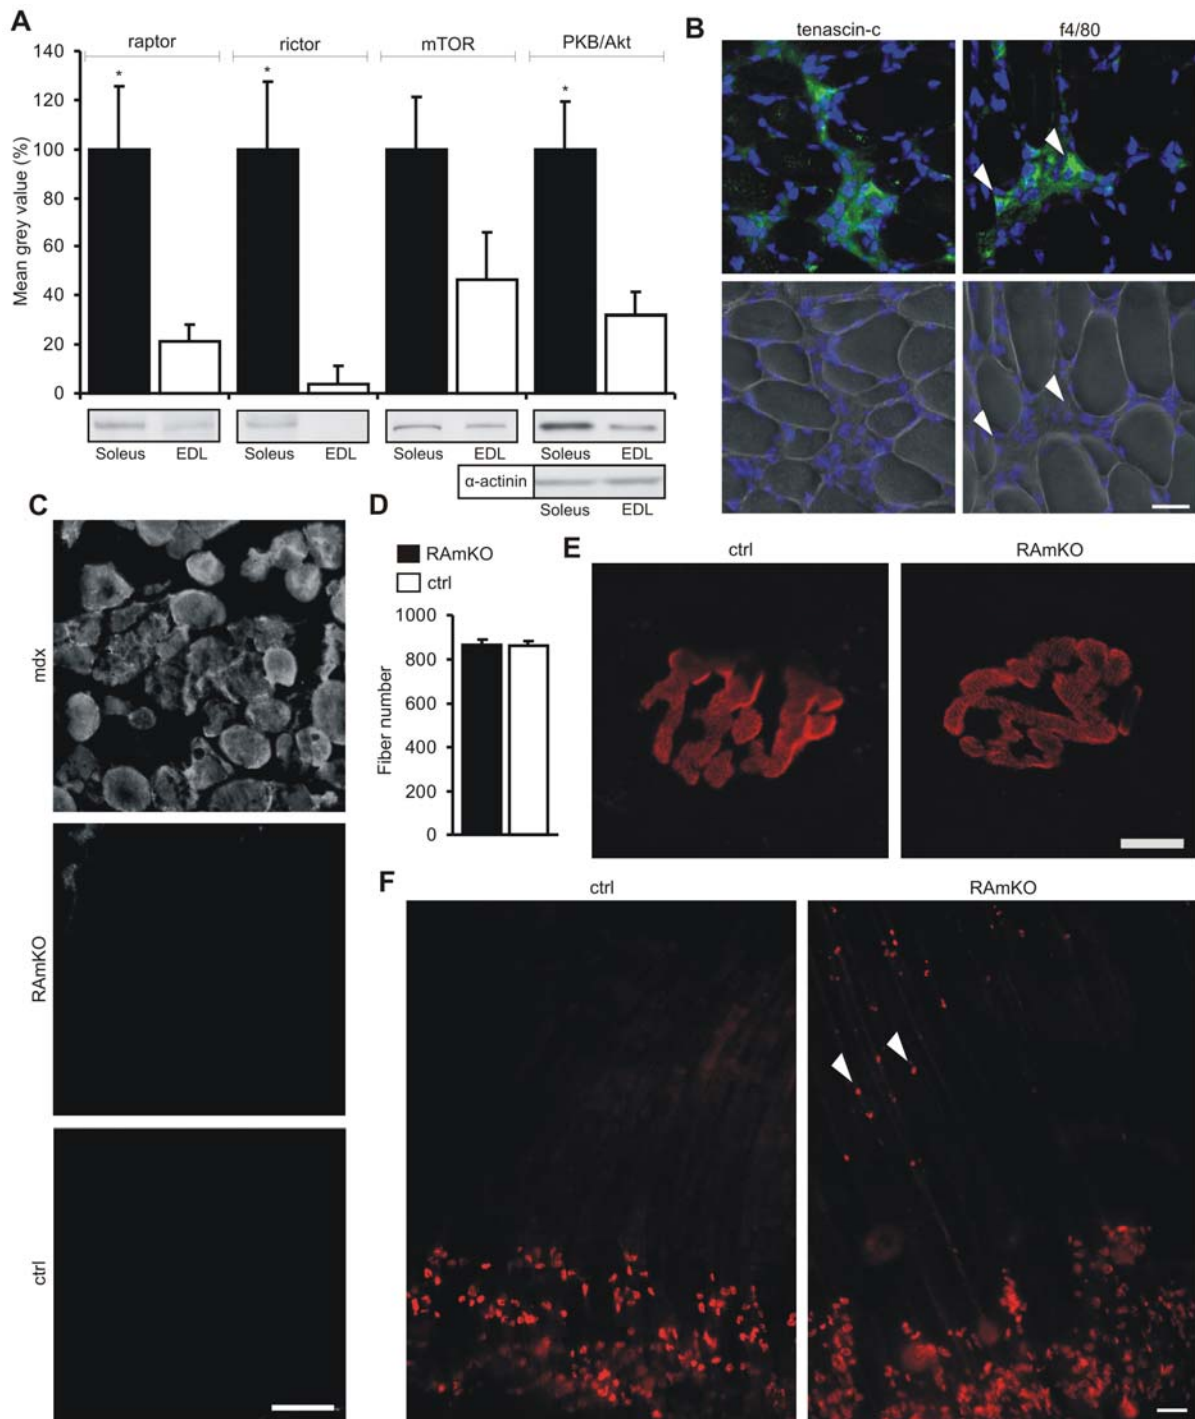 A
raptor
rictor
mTOR
PKB/Akt
140
120
100
80
60
40
20
0
Mean grey value (%)
*
*
*
Soleus
EDL
Soleus
EDL
Soleus
EDL
Soleus
EDL
α-actinin
Soleus
EDL
B
tenascin-c
f4/80
C
mdx
RAmKO
ctrl
D
RAmKO
ctrl
1000
800
600
400
200
0
Fiber number
E
ctrl
RAmKO
F
ctrl
RAmKO